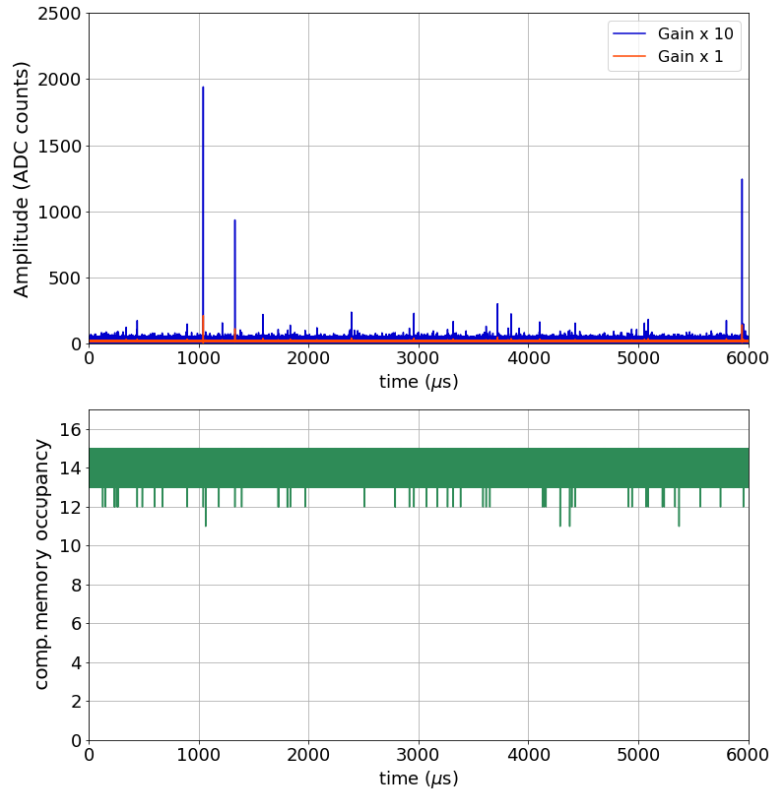 2500
2000
1500
1000
500
0
Amplitude (ADC counts)
Gain x 10
Gain x 1
0 1000 2000 3000 4000 5000 6000
time (μs)
16
14
12
10
8
6
4
2
0
comp.memory occupancy
0 1000 2000 3000 4000 5000 6000
time (μs)